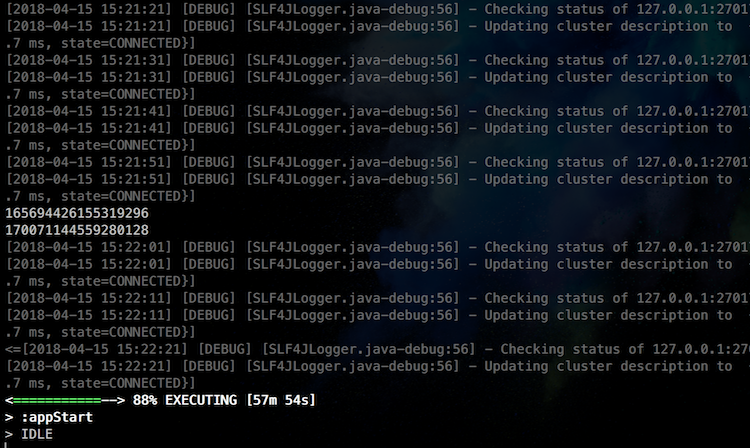 [2018-04-15 15:21:21] [DEBUG] [SLF4JLogger.java-debug:56] - Checking status of 127.0.0.1:2701
[2018-04-15 15:21:21] [DEBUG] [SLF4JLogger.java-debug:56] - Updating cluster description to
.7 ms, state=CONNECTED}]
[2018-04-15 15:21:31] [DEBUG] [SLF4JLogger.java-debug:56] - Checking status of 127.0.0.1:2701
[2018-04-15 15:21:31] [DEBUG] [SLF4JLogger.java-debug:56] - Updating cluster description to
.7 ms, state=CONNECTED}]
[2018-04-15 15:21:41] [DEBUG] [SLF4JLogger.java-debug:56] - Checking status of 127.0.0.1:2701
[2018-04-15 15:21:41] [DEBUG] [SLF4JLogger.java-debug:56] - Updating cluster description to
.7 ms, state=CONNECTED}]
[2018-04-15 15:21:51] [DEBUG] [SLF4JLogger.java-debug:56] - Checking status of 127.0.0.1:2701
[2018-04-15 15:21:51] [DEBUG] [SLF4JLogger.java-debug:56] - Updating cluster description to
.7 ms, state=CONNECTED}]
165694426155319296
170071144559280128
[2018-04-15 15:22:01] [DEBUG] [SLF4JLogger.java-debug:56] - Checking status of 127.0.0.1:2701
[2018-04-15 15:22:01] [DEBUG] [SLF4JLogger.java-debug:56] - Updating cluster description to
.7 ms, state=CONNECTED}]
[2018-04-15 15:22:11] [DEBUG] [SLF4JLogger.java-debug:56] - Checking status of 127.0.0.1:2701
[2018-04-15 15:22:11] [DEBUG] [SLF4JLogger.java-debug:56] - Updating cluster description to
.7 ms, state=CONNECTED}]
<=[2018-04-15 15:22:21] [DEBUG] [SLF4JLogger.java-debug:56] - Checking status of 127.0.0.1:270
[2018-04-15 15:22:21] [DEBUG] [SLF4JLogger.java-debug:56] - Updating cluster description to
.7 ms, state=CONNECTED}]
<===========--> 88% EXECUTING [57m 54s]
> :appStart
> IDLE